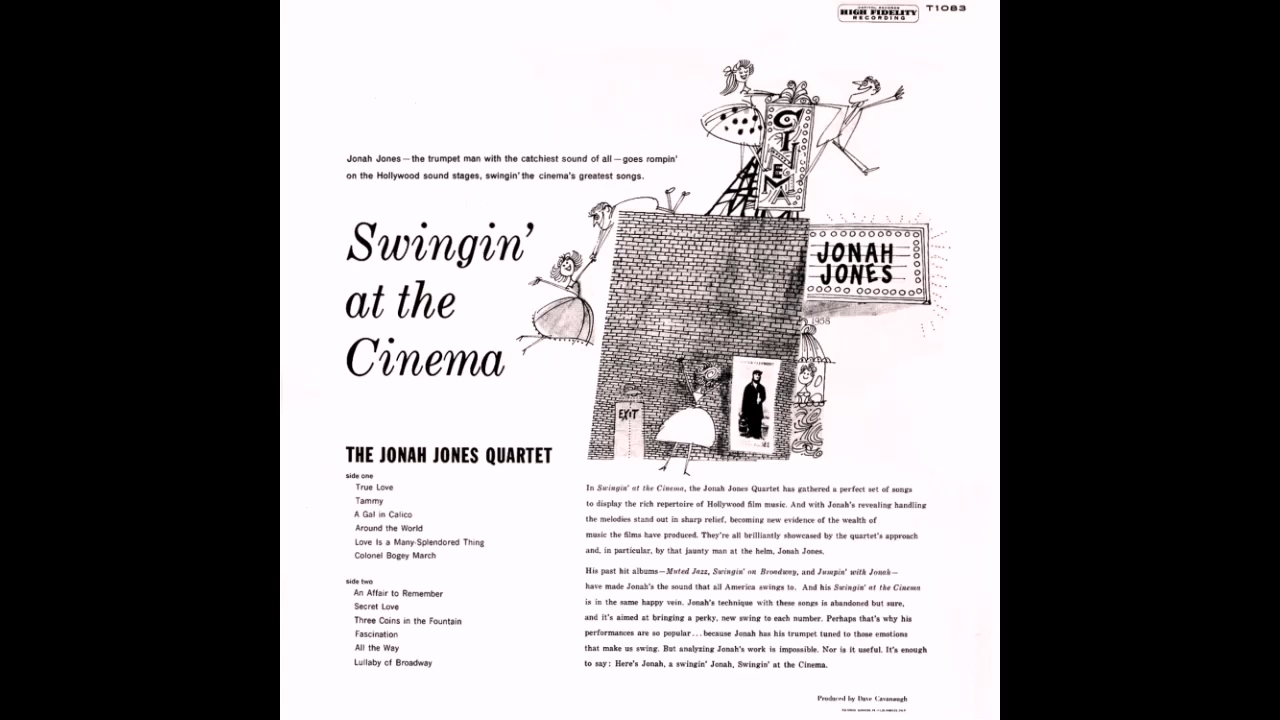 CAPITOL RECORDS
HIGH FIDELITY
RECORDING
T1083
CINEMA
Jonah Jones—the trumpet man with the catchiest sound of all—goes rompin'
on the Hollywood sound stages, swingin' the cinema's greatest songs.
Swingin'
at the
Cinema
JONAH
JONES
1958
EXIT
THE JONAH JONES QUARTET
side one
True Love
Tammy
A Gal in Calico
Around the World
Love Is a Many-Splendored Thing
Colonel Bogey March
side two
An Affair to Remember
Secret Love
Three Coins in the Fountain
Fascination
All the Way
Lullaby of Broadway
In Swingin' at the Cinema, the Jonah Jones Quartet has gathered a perfect set of songs
to display the rich repertoire of Hollywood film music. And with Jonah's revealing handling
the melodies stand out in sharp relief, becoming new evidence of the wealth of
music the films have produced. They're all brilliantly showcased by the quartet's approach
and, in particular, by that jaunty man at the helm, Jonah Jones.
His past hit albums—Muted Jazz, Swingin' on Broadway, and Jumpin' with Jonah—
have made Jonah's the sound that all America swings to. And his Swingin' at the Cinema
is in the same happy vein. Jonah's technique with these songs is abandoned but sure,
and it's aimed at bringing a perky, new swing to each number. Perhaps that's why his
performances are so popular...because Jonah has his trumpet tuned to those emotions
that make us swing. But analyzing Jonah's work is impossible. Nor is it useful. It's enough
to say: Here's Jonah, a swingin' Jonah, Swingin' at the Cinema.
Produced by Dave Cavanaugh